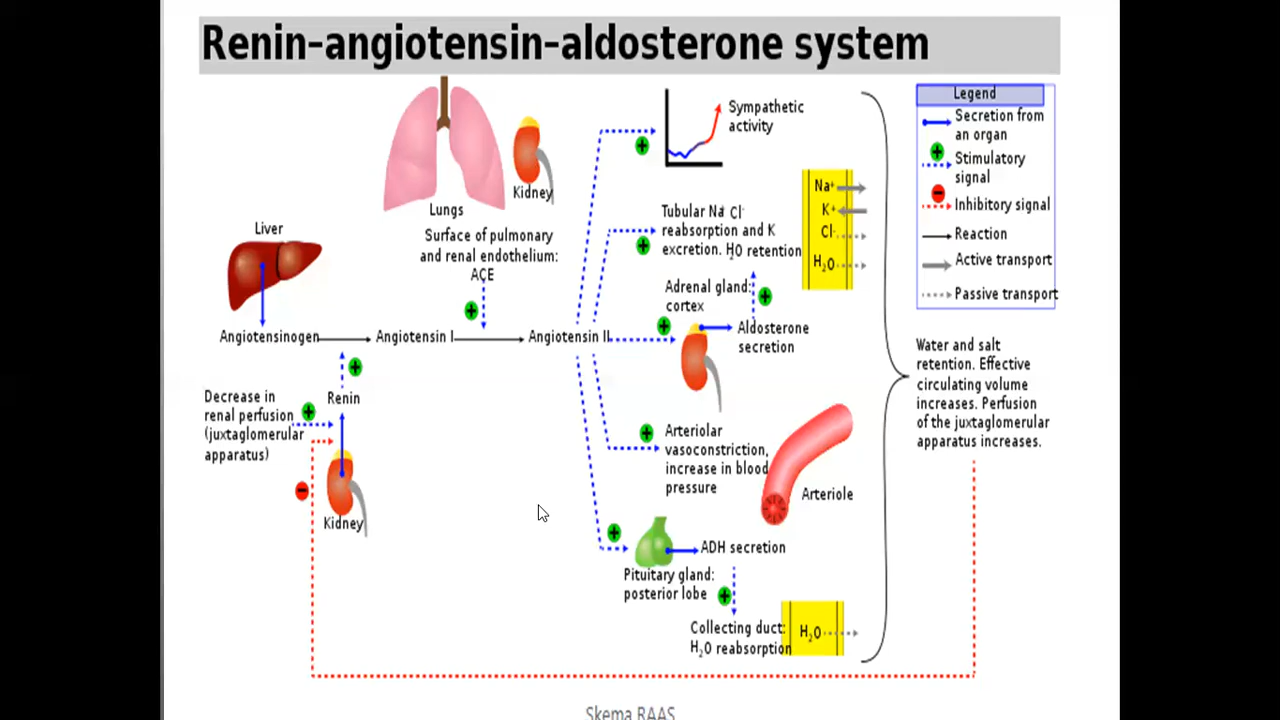 Renin-angiotensin-aldosterone system
Lungs
Kidney
Surface of pulmonary
and renal endothelium:
ACE
Liver
Angiotensinogen
Angiotensin I
Angiotensin II
Decrease in
renal perfusion
(juxtaglomerular
apparatus)
Renin
Kidney
Sympathetic
activity
Tubular Na⁺ Cl⁻
reabsorption and K
excretion. H₂O retention
Na⁺
K⁺
Cl⁻
H₂O
Adrenal gland:
cortex
Aldosterone
secretion
Arteriolar
vasoconstriction,
increase in blood
pressure
Arteriole
ADH secretion
Pituitary gland:
posterior lobe
Collecting duct:
H₂O reabsorption
H₂O
Legend
Secretion from
an organ
Stimulatory
signal
Inhibitory signal
Reaction
Active transport
Passive transport
Water and salt
retention. Effective
circulating volume
increases. Perfusion
of the juxtaglomerular
apparatus increases.
Skema RAAS